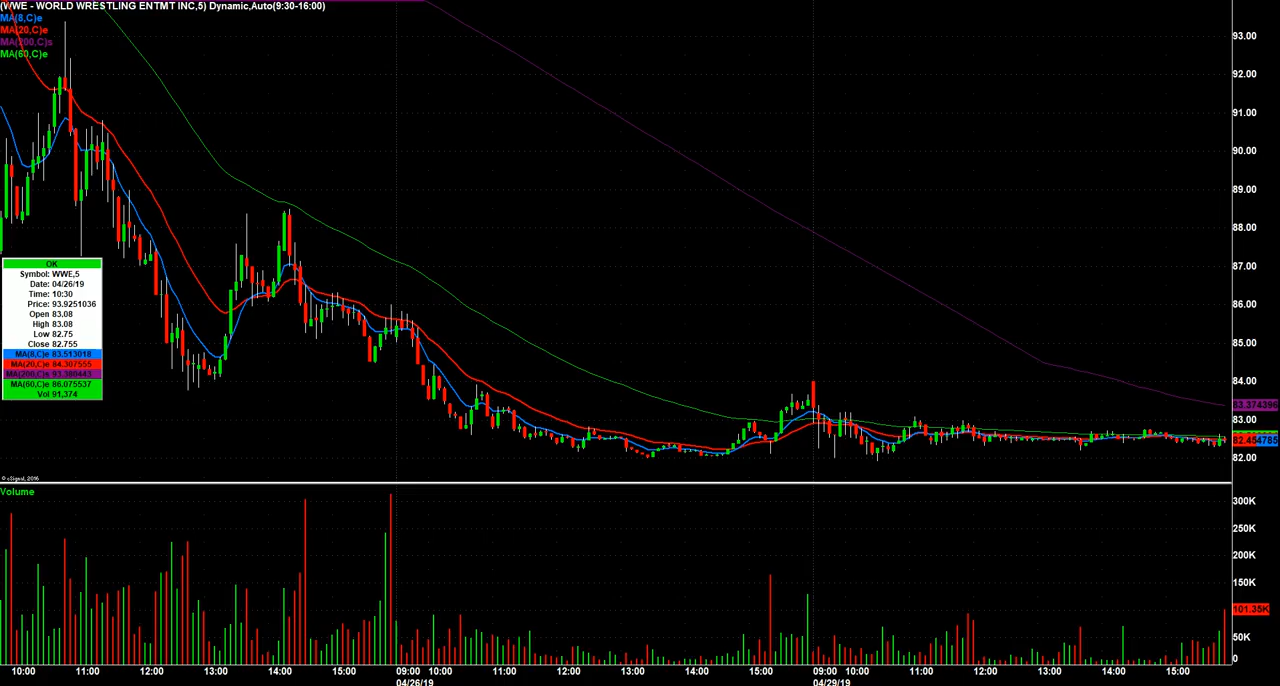 (WWE - WORLD WRESTLING ENTMT INC,5) Dynamic,Auto(9:30-16:00)
MA(8,C)e
MA(20,C)e
MA(200,C)s
MA(60,C)e
93.00
92.00
91.00
90.00
89.00
88.00
87.00
86.00
85.00
84.00
83.374396
83.00
82.454785
82.00
OK
Symbol: WWE,5
Date: 04/26/19
Time: 10:30
Price: 93.9251036
Open 83.08
High 83.08
Low 82.75
Close 82.755
MA(8,C)e 83.513018
MA(20,C)e 84.307555
MA(200,C)s 93.380443
MA(60,C)e 86.075537
Vol 91,374
© eSignal, 2016
Volume
300K
250K
200K
150K
101.35K
50K
0
10:00 11:00 12:00 13:00 14:00 15:00 09:00 10:00 11:00 12:00 13:00 14:00 15:00 09:00 10:00 11:00 12:00 13:00 14:00 15:00
04/26/19 04/29/19